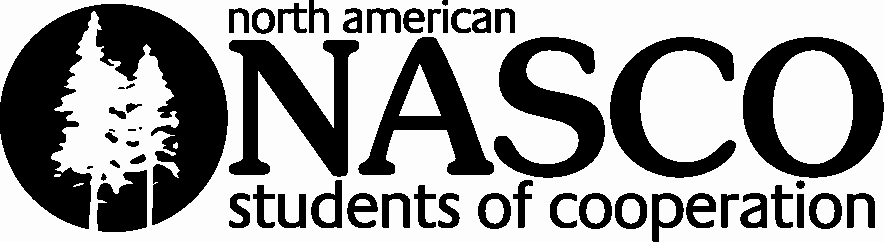 north american
NASCO
students of cooperation